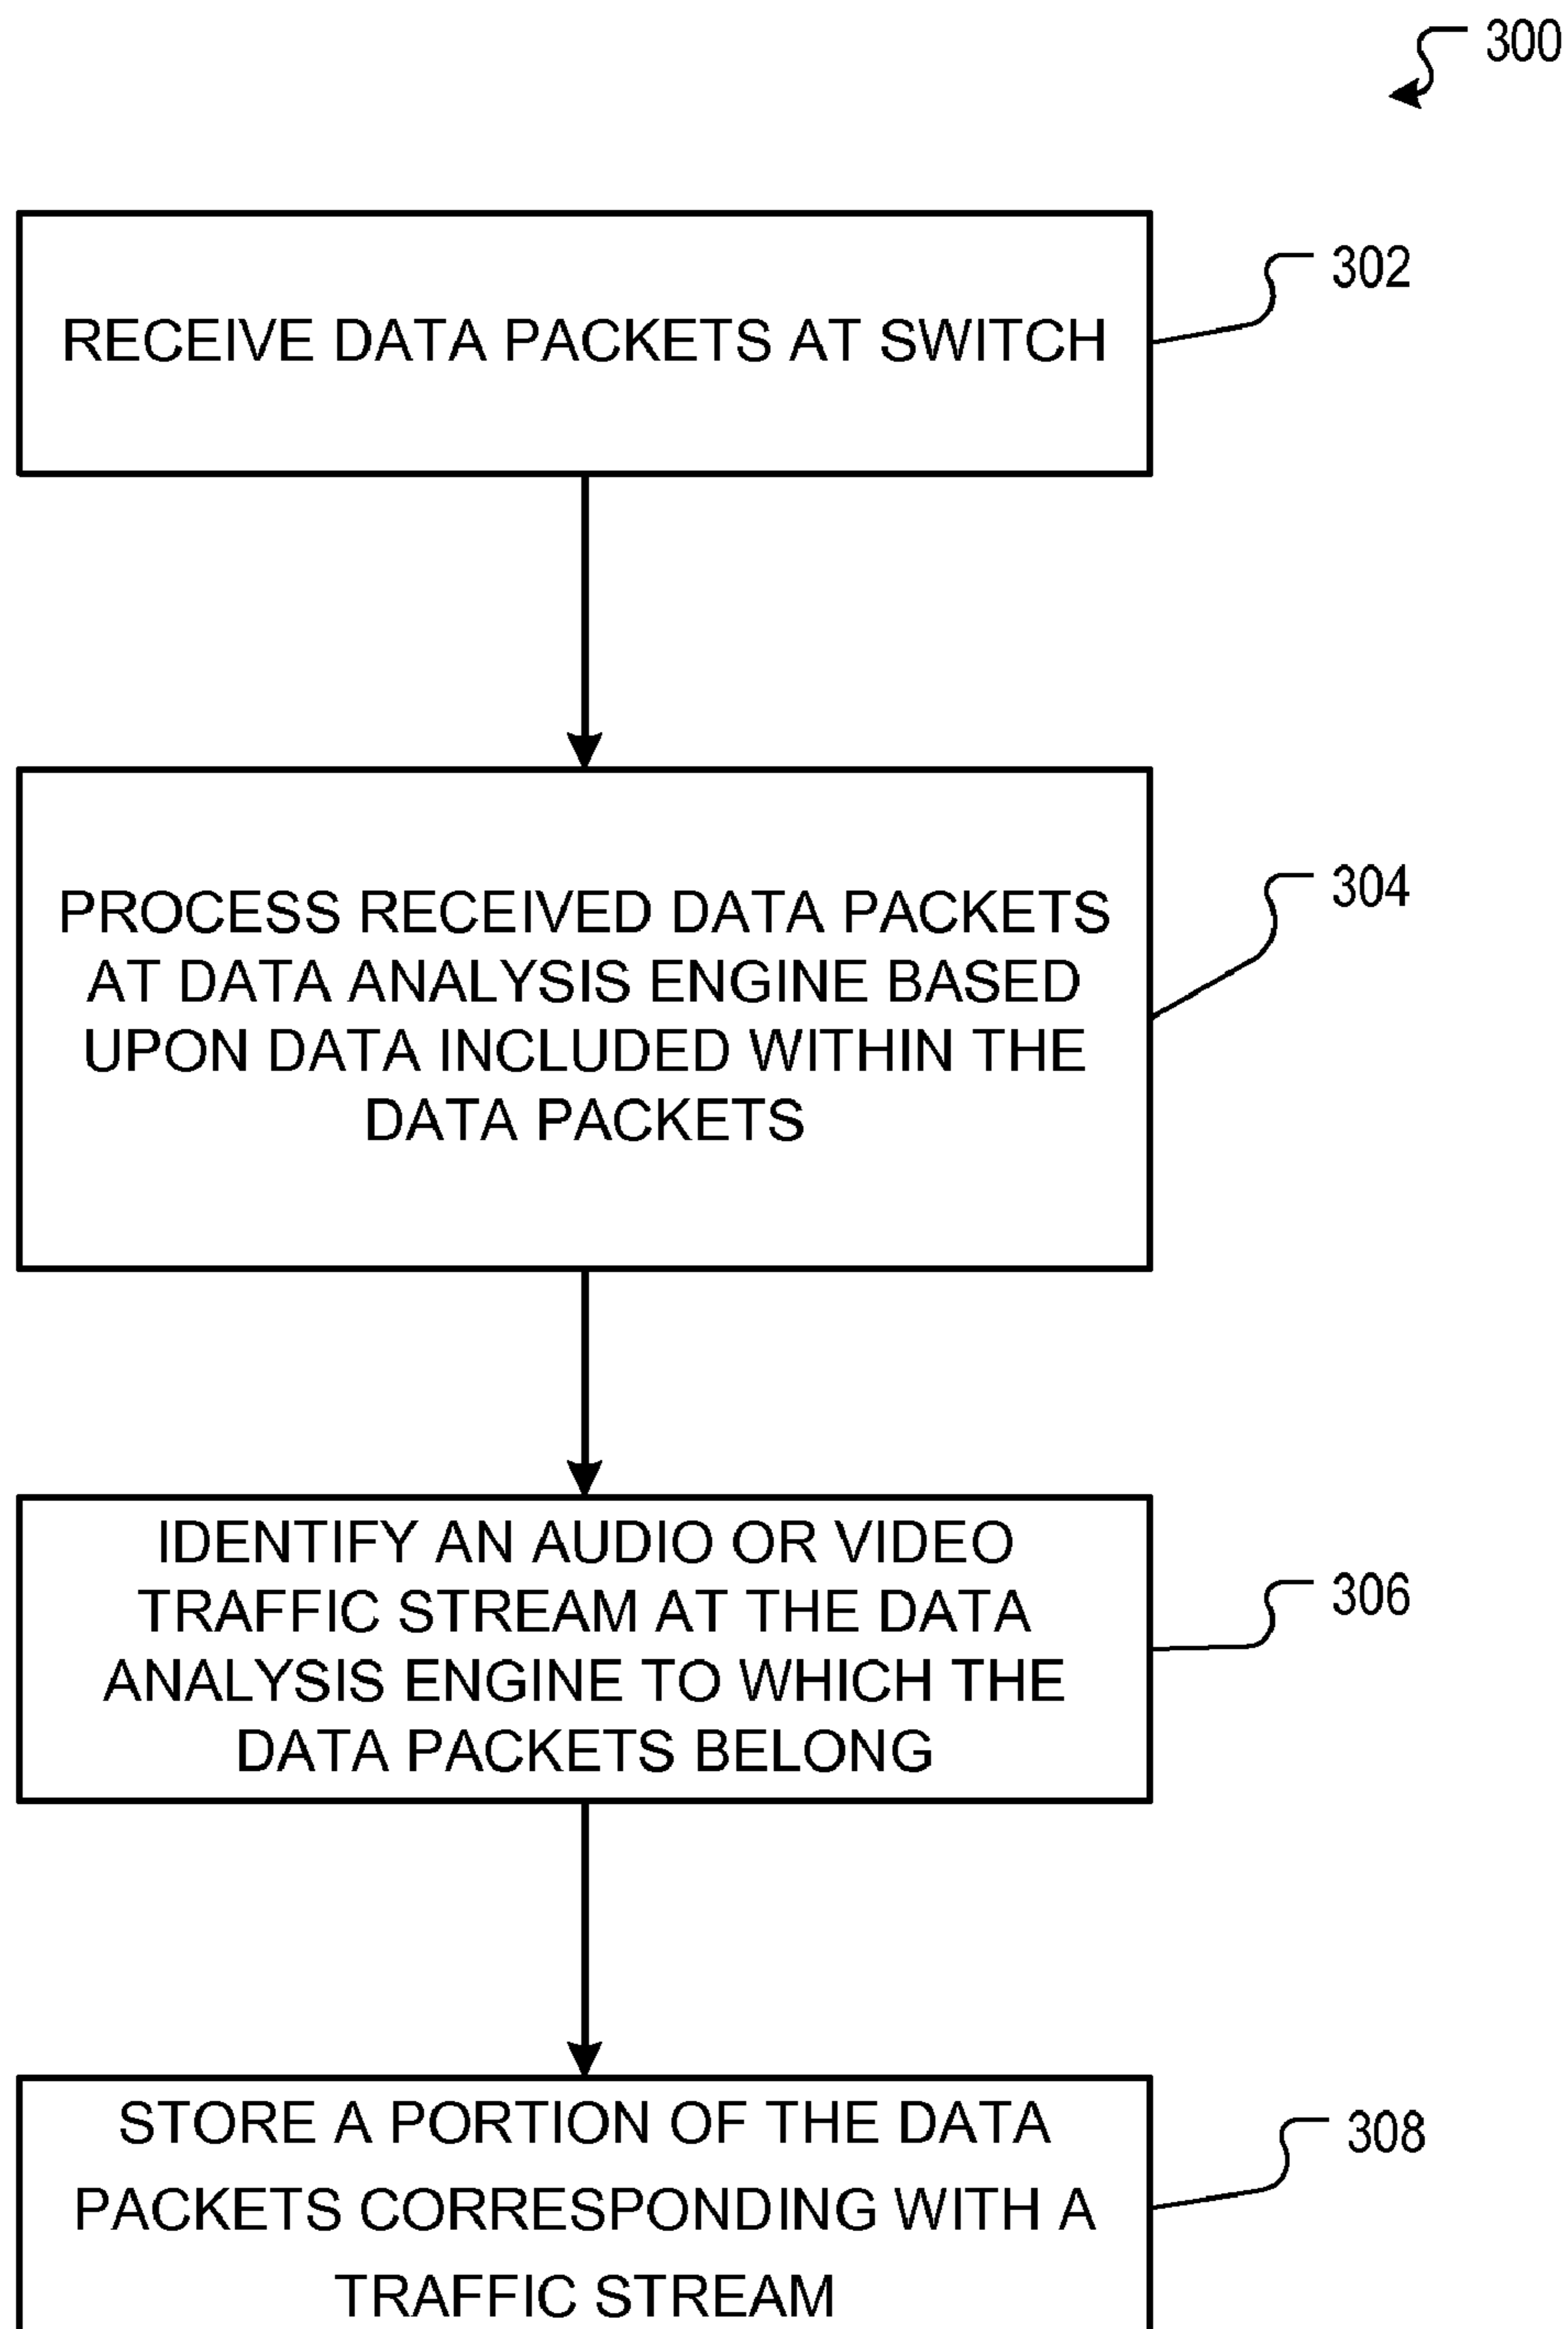 300
RECEIVE DATA PACKETS AT SWITCH
302
PROCESS RECEIVED DATA PACKETS
AT DATA ANALYSIS ENGINE BASED
UPON DATA INCLUDED WITHIN THE
DATA PACKETS
304
IDENTIFY AN AUDIO OR VIDEO
TRAFFIC STREAM AT THE DATA
ANALYSIS ENGINE TO WHICH THE
DATA PACKETS BELONG
306
STORE A PORTION OF THE DATA
PACKETS CORRESPONDING WITH A
TRAFFIC STREAM
308